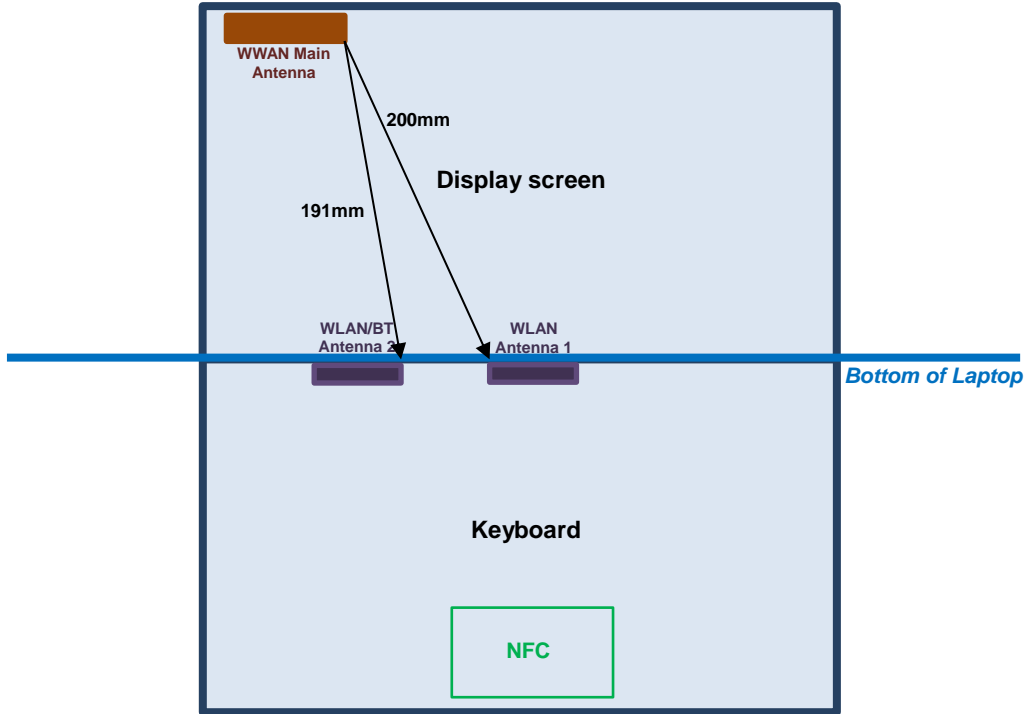 WWAN Main
Antenna
200mm
Display screen
191mm
WLAN/BT
Antenna 2
WLAN
Antenna 1
Bottom of Laptop
Keyboard
NFC